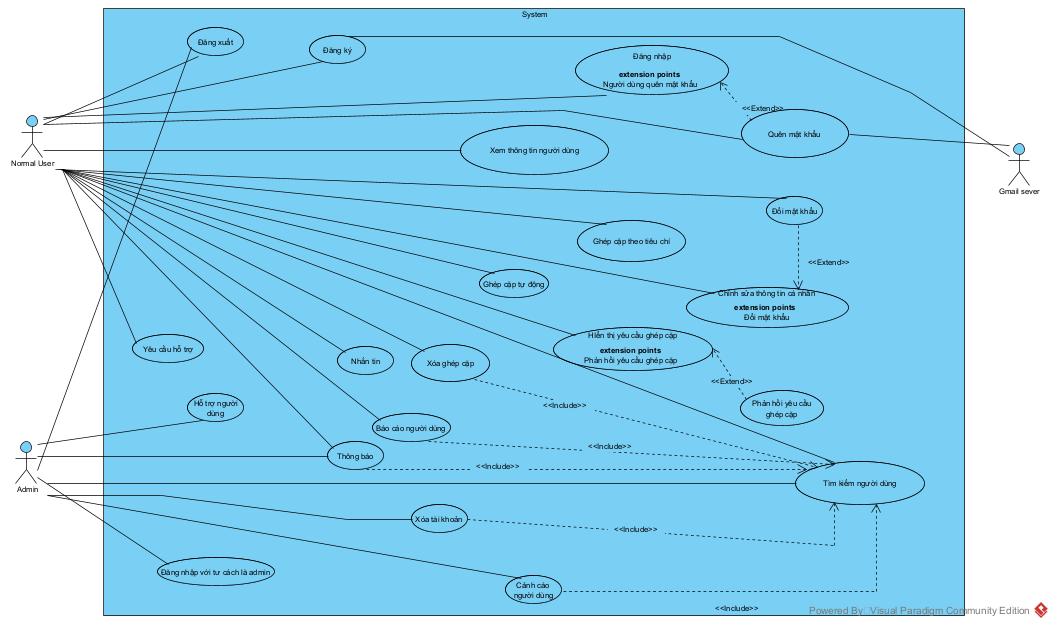 System
Đăng xuất
Đăng ký
Đăng nhập
extension points
Người dùng quên mật khẩu
<<Extend>>
Quên mật khẩu
Xem thông tin người dùng
Normal User
Gmail sever
Đổi mật khẩu
Ghép cặp theo tiêu chí
<<Extend>>
Ghép cặp tự động
Chỉnh sửa thông tin cá nhân
extension points
Đổi mật khẩu
Hiển thị yêu cầu ghép cặp
extension points
Phản hồi yêu cầu ghép cặp
Yêu cầu hỗ trợ
Nhắn tin
Xóa ghép cặp
<<Extend>>
Phản hồi yêu cầu
ghép cặp
<<Include>>
Hỗ trợ người
dùng
Báo cáo người dùng
<<Include>>
Thông báo
<<Include>>
Admin
Tìm kiếm người dùng
Xóa tài khoản
<<Include>>
Đăng nhập với tư cách là admin
Cảnh cáo
người dùng
<<Include>>
Powered By Visual Paradigm Community Edition